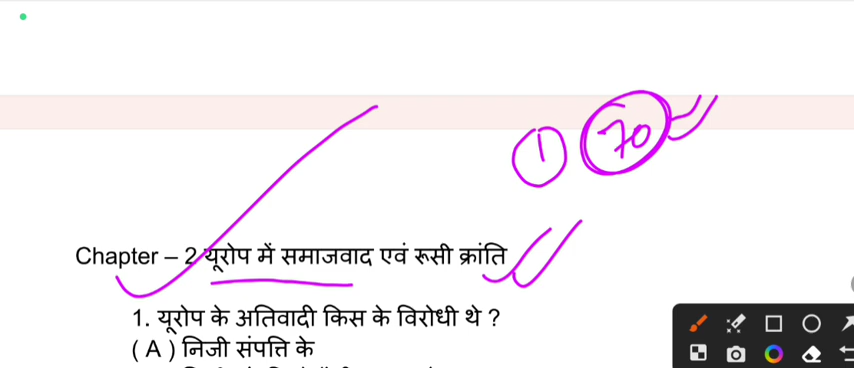 1 70
Chapter – 2 यूरोप में समाजवाद एवं रूसी क्रांति
1. यूरोप के अतिवादी किस के विरोधी थे ?
( A ) निजी संपत्ति के